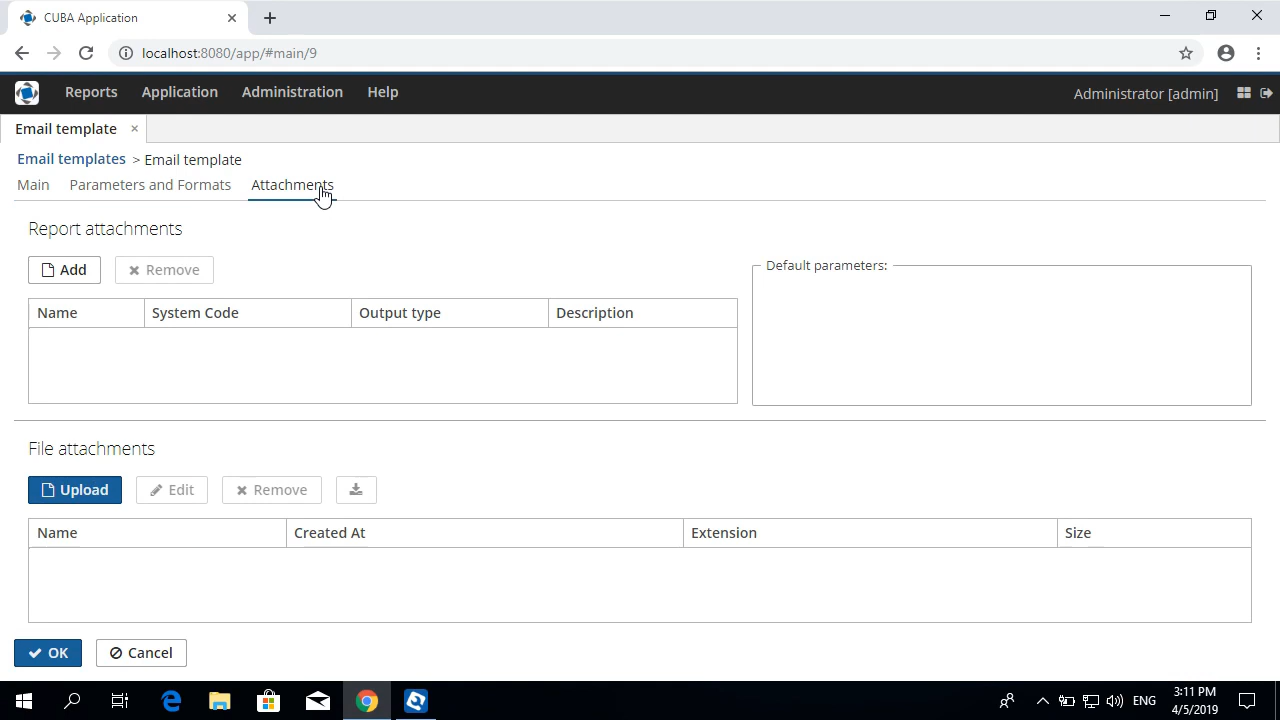 CUBA Application
localhost:8080/app/#main/9
Reports Application Administration Help Administrator [admin]
Email template
Email templates > Email template
Main Parameters and Formats Attachments
Report attachments
Add Remove
Default parameters:
Name System Code Output type Description
File attachments
Upload Edit Remove
Name Created At Extension Size
OK Cancel
ENG
3:11 PM
4/5/2019